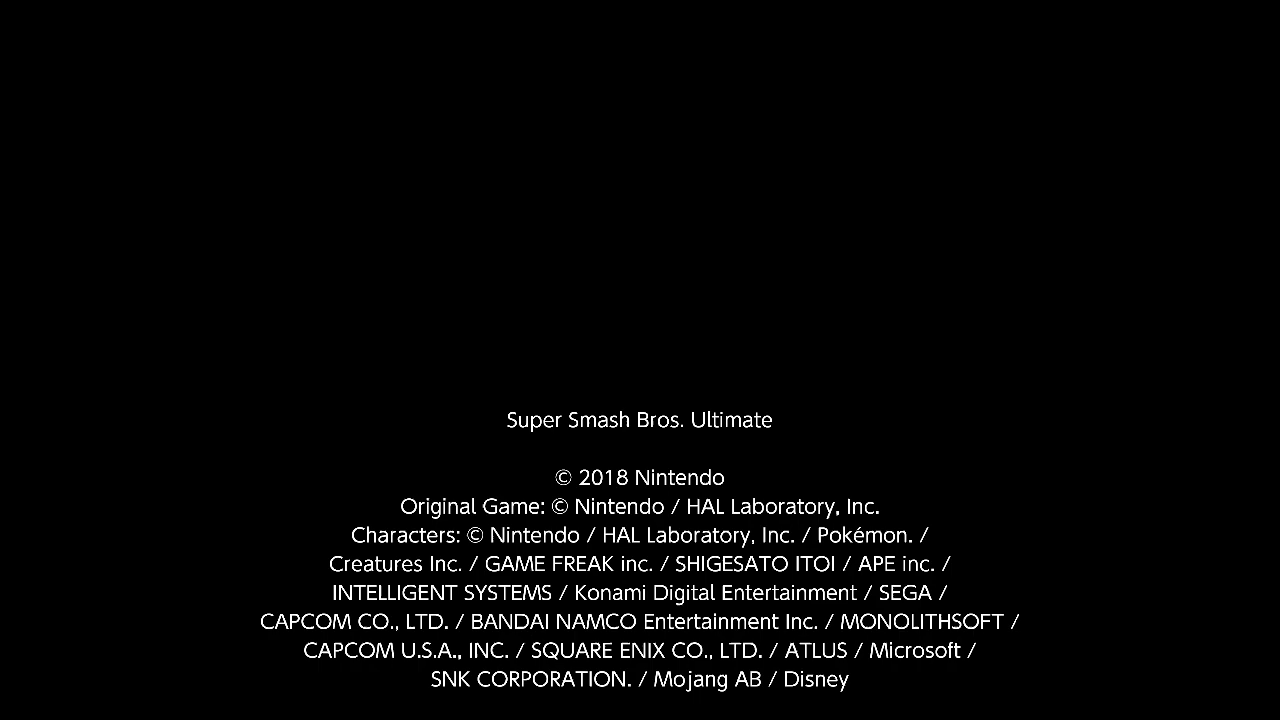 Super Smash Bros. Ultimate
© 2018 Nintendo
Original Game: © Nintendo / HAL Laboratory, Inc.
Characters: © Nintendo / HAL Laboratory, Inc. / Pokémon. /
Creatures Inc. / GAME FREAK inc. / SHIGESATO ITOI / APE inc. /
INTELLIGENT SYSTEMS / Konami Digital Entertainment / SEGA /
CAPCOM CO., LTD. / BANDAI NAMCO Entertainment Inc. / MONOLITHSOFT /
CAPCOM U.S.A., INC. / SQUARE ENIX CO., LTD. / ATLUS / Microsoft /
SNK CORPORATION. / Mojang AB / Disney